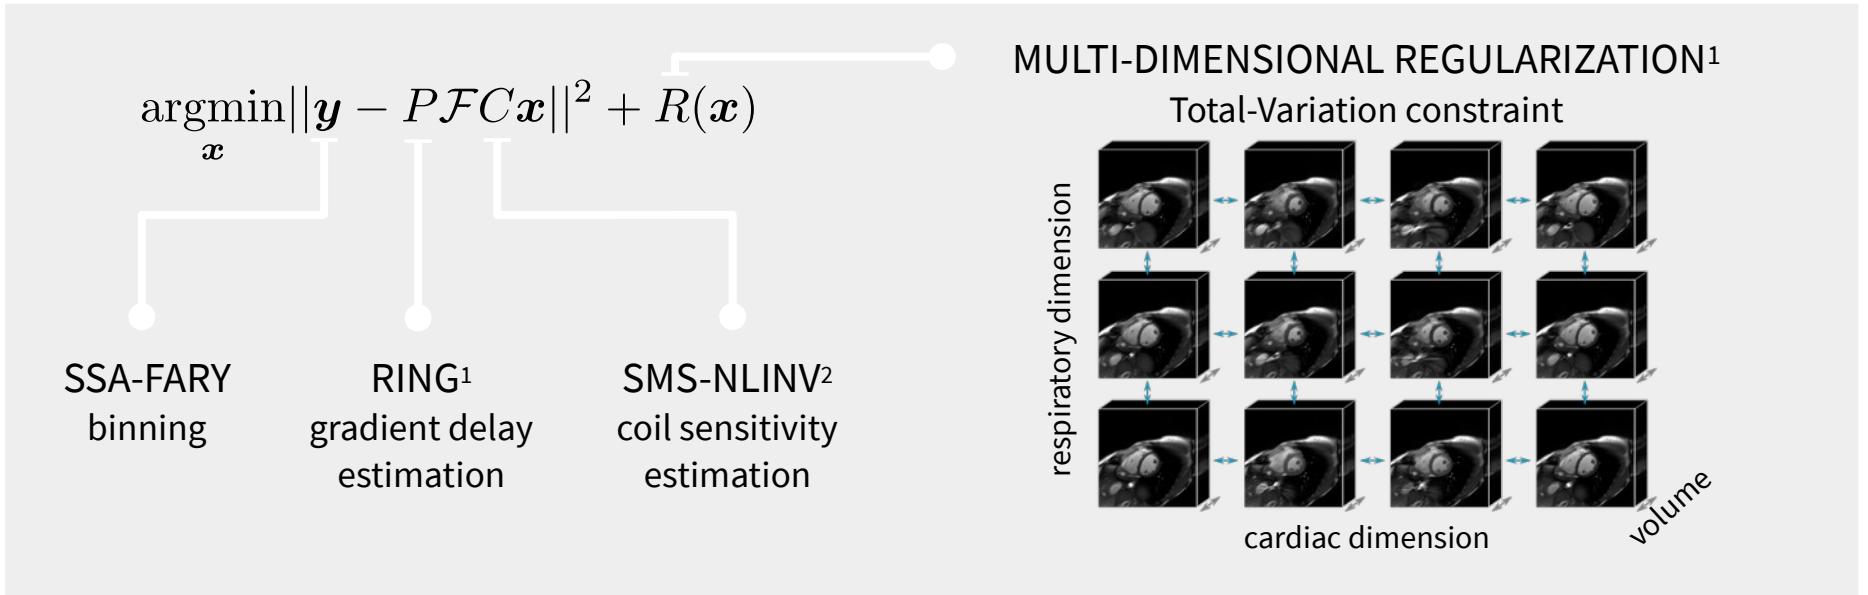 argmin||y − PℱCx||² + R(x)
x
SSA-FARY
binning
RING¹
gradient delay
estimation
SMS-NLINV²
coil sensitivity
estimation
MULTI-DIMENSIONAL REGULARIZATION¹
Total-Variation constraint
respiratory dimension
cardiac dimension
volume